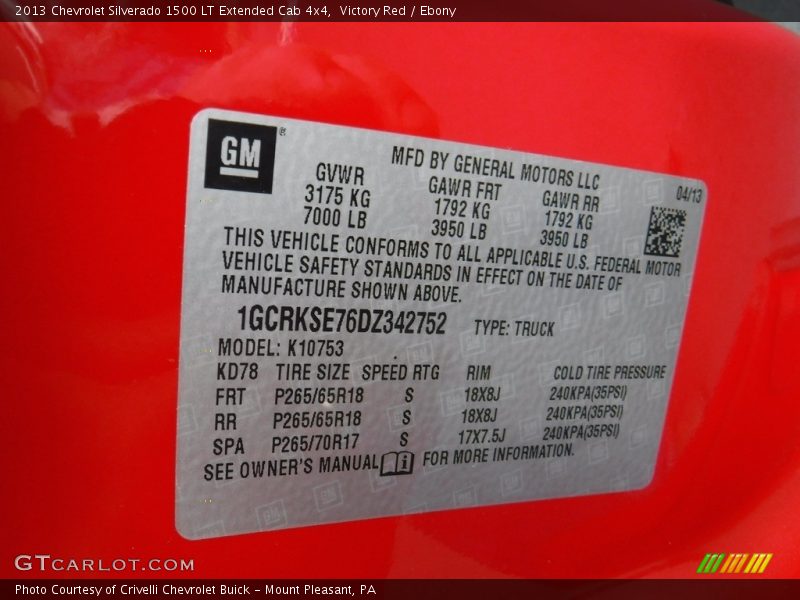 2013 Chevrolet Silverado 1500 LT Extended Cab 4x4, Victory Red / Ebony
GM®
MFD BY GENERAL MOTORS LLC
04/13
GVWR GAWR FRT GAWR RR
3175 KG 1792 KG 1792 KG
7000 LB 3950 LB 3950 LB
THIS VEHICLE CONFORMS TO ALL APPLICABLE U.S. FEDERAL MOTOR
VEHICLE SAFETY STANDARDS IN EFFECT ON THE DATE OF
MANUFACTURE SHOWN ABOVE.
1GCRKSE76DZ342752 TYPE: TRUCK
MODEL: K10753
KD78 TIRE SIZE SPEED RTG RIM COLD TIRE PRESSURE
FRT P265/65R18 S 18X8J 240KPA(35PSI)
RR P265/65R18 S 18X8J 240KPA(35PSI)
SPA P265/70R17 S 17X7.5J 240KPA(35PSI)
SEE OWNER'S MANUAL FOR MORE INFORMATION.
GTCARLOT.COM
Photo Courtesy of Crivelli Chevrolet Buick - Mount Pleasant, PA